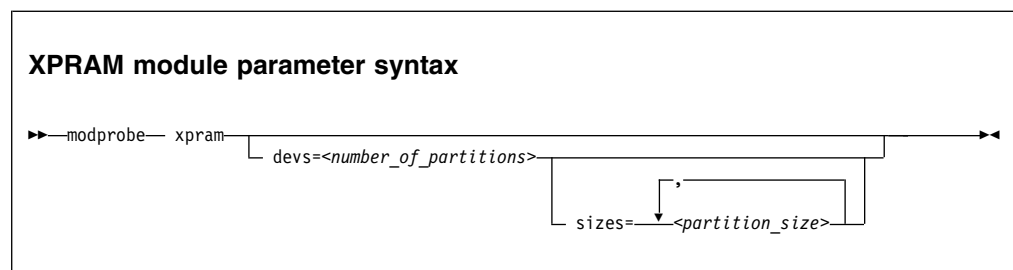 XPRAM module parameter syntax
modprobe xpram
devs=<number_of_partitions>
,
sizes= <partition_size>